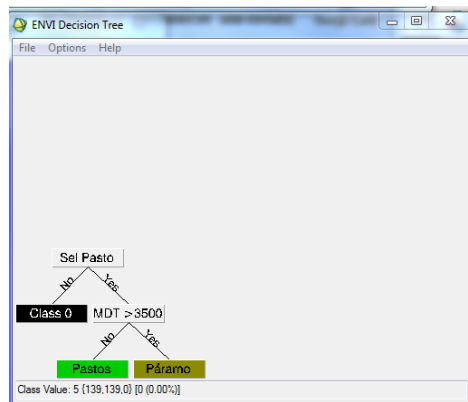 ENVI Decision Tree
File Options Help
Sel Pasto
No Yes
Class 0 MDT >3500
No Yes
Pastos Páramo
Class Value: 5 {139,139,0} [0 (0.00%)]